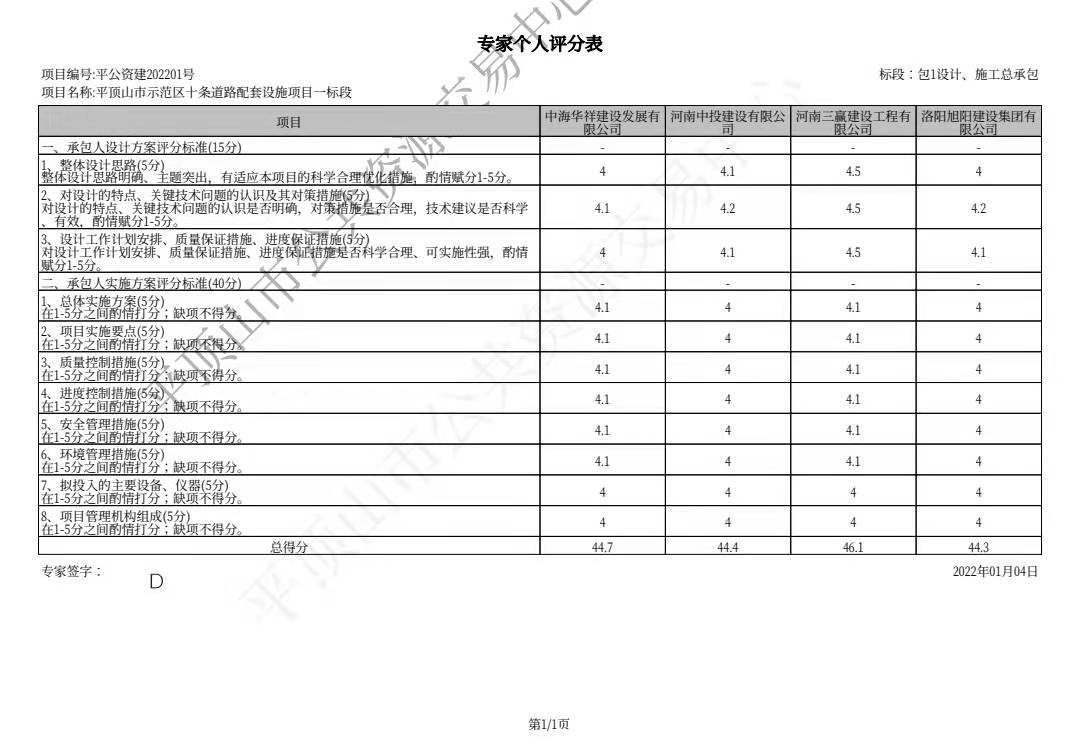 专家个人评分表
项目编号:平公资建202201号
标段：包1设计、施工总承包
项目名称:平顶山市示范区十条道路配套设施项目一标段
项目 中海华祥建设发展有 河南中投建设有限公 河南三赢建设工程有 洛阳旭阳建设集团有
限公司 司 限公司 限公司
一、承包人设计方案评分标准(15分) - - - -
1、整体设计思路(5分)
整体设计思路明确、主题突出，有适应本项目的科学合理优化措施，酌情赋分1-5分。 4 4.1 4.5 4
2、对设计的特点、关键技术问题的认识及其对策措施(5分)
对设计的特点、关键技术问题的认识是否明确，对策措施是否合理，技术建议是否科学 4.1 4.2 4.5 4.2
、有效，酌情赋分1-5分。
3、设计工作计划安排、质量保证措施、进度保证措施(5分)
对设计工作计划安排、质量保证措施、进度保证措施是否科学合理、可实施性强，酌情 4 4.1 4.5 4.1
赋分1-5分。
二、承包人实施方案评分标准(40分) - - - -
1、总体实施方案(5分)
在1-5分之间酌情打分；缺项不得分。 4.1 4 4.1 4
2、项目实施要点(5分)
在1-5分之间酌情打分；缺项不得分。 4.1 4 4.1 4
3、质量控制措施(5分)
在1-5分之间酌情打分；缺项不得分。 4.1 4 4.1 4
4、进度控制措施(5分)
在1-5分之间酌情打分；缺项不得分。 4.1 4 4.1 4
5、安全管理措施(5分)
在1-5分之间酌情打分；缺项不得分。 4.1 4 4.1 4
6、环境管理措施(5分)
在1-5分之间酌情打分；缺项不得分。 4.1 4 4.1 4
7、拟投入的主要设备、仪器(5分)
在1-5分之间酌情打分；缺项不得分。 4 4 4 4
8、项目管理机构组成(5分)
在1-5分之间酌情打分；缺项不得分。 4 4 4 4
总得分 44.7 44.4 46.1 44.3
专家签字：
D
2022年01月04日
第1/1页
平顶山市公共资源交易中心
平顶山市公共资源交易中心